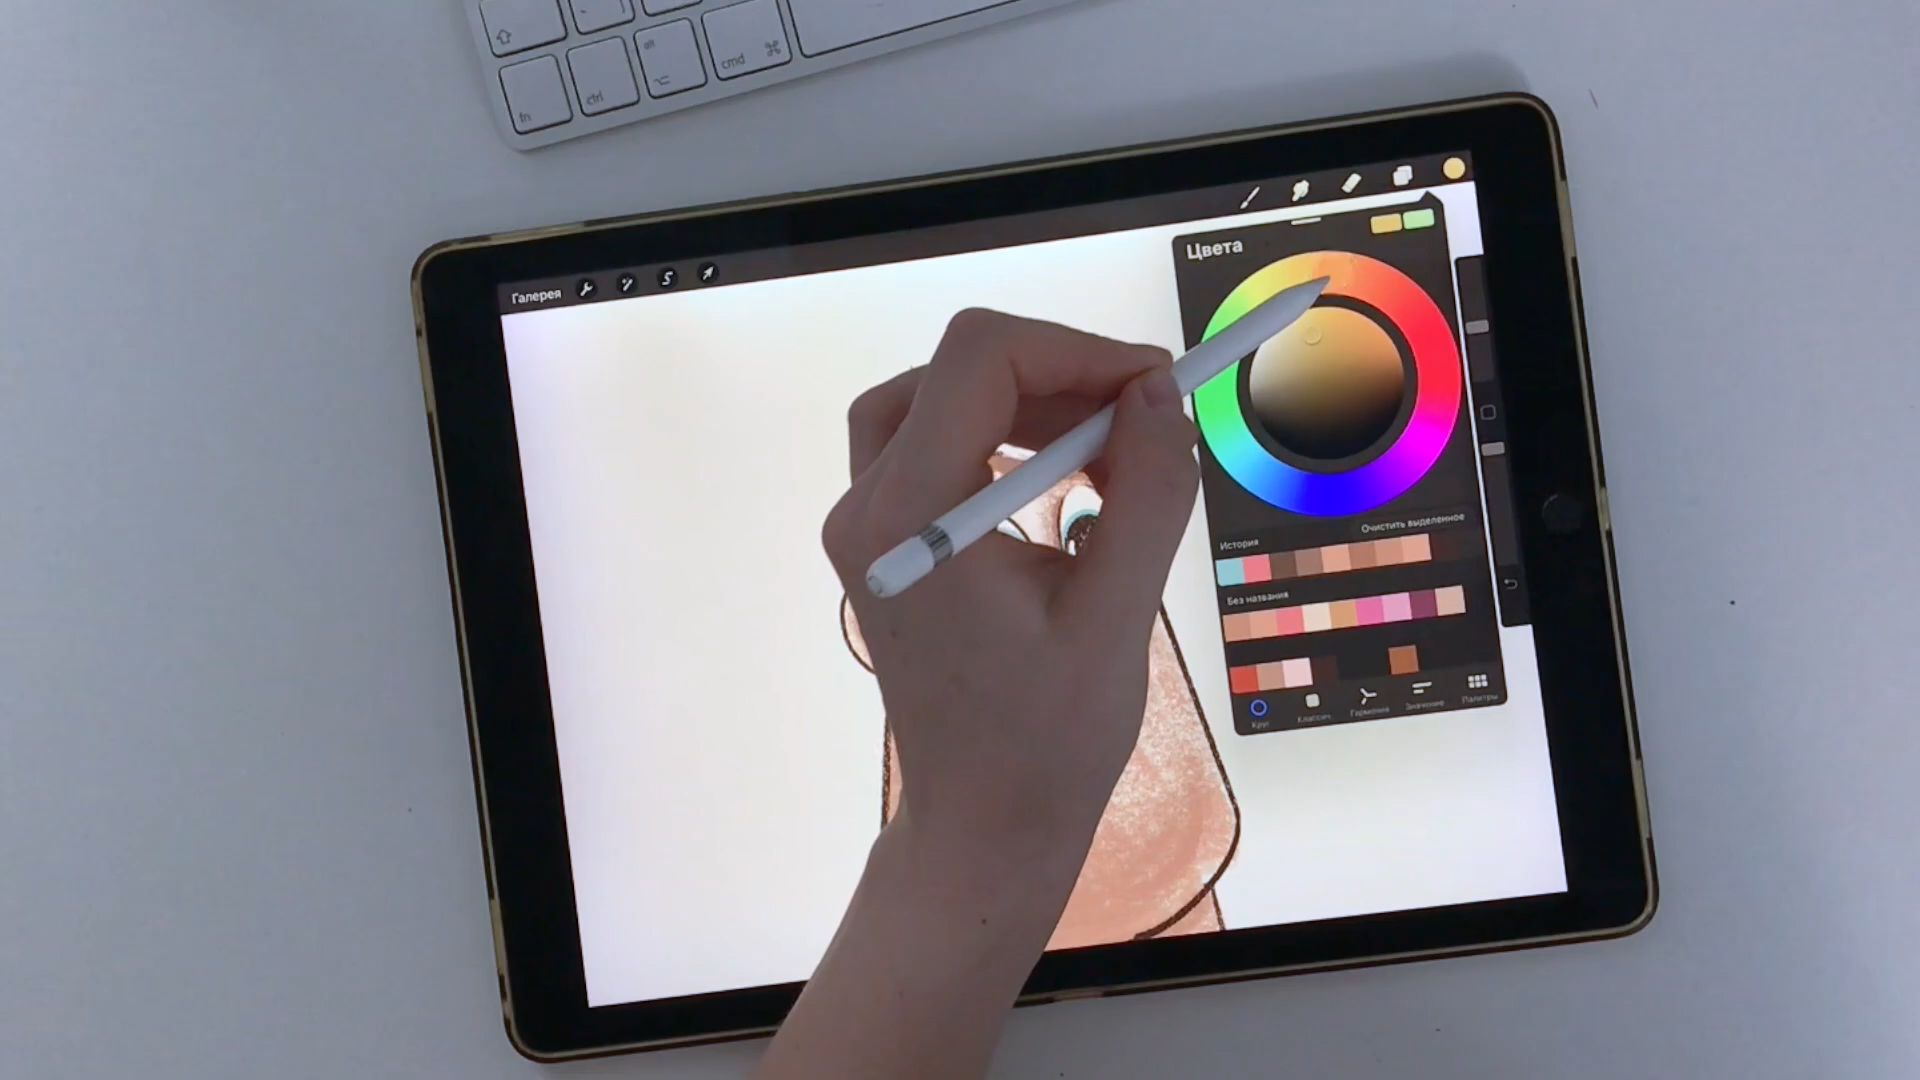 alt
cmd ⌘
ctrl
fn
Цвета
Галерея
Очистить выделенное
История
Без названия
Круг
Классич.
Гармония
Значение
Палитры